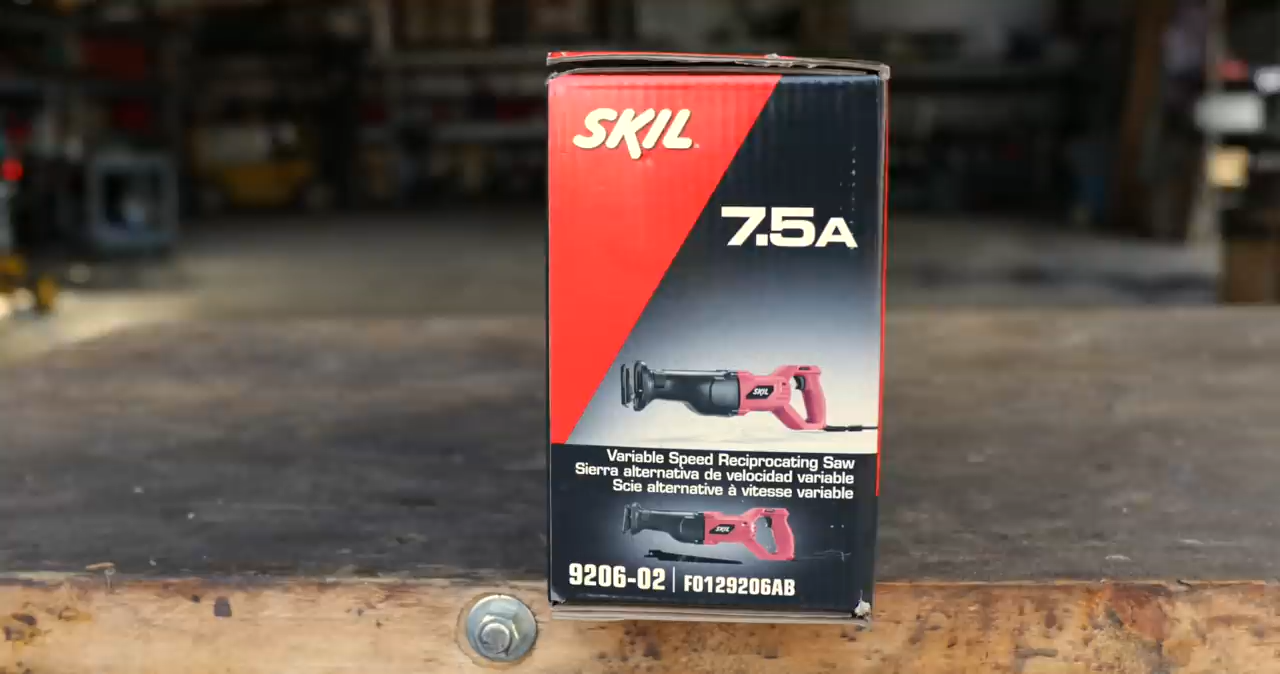 SKIL
7.5A
SKIL
Variable Speed Reciprocating Saw
Sierra alternativa de velocidad variable
Scie alternative à vitesse variable
SKIL
9206-02 | F0129206AB